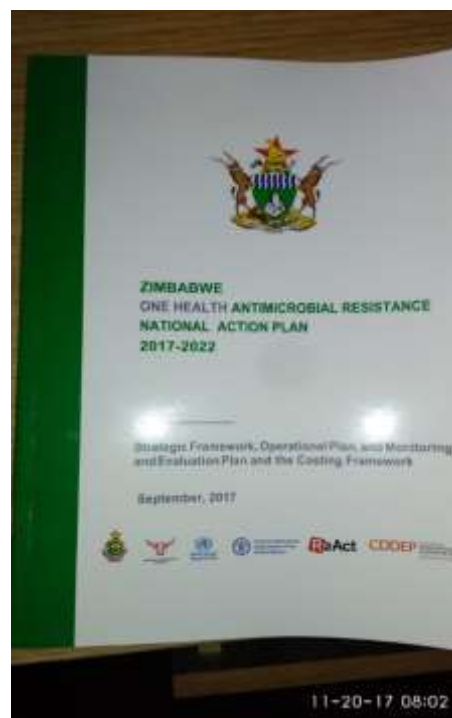 ZIMBABWE
ONE HEALTH ANTIMICROBIAL RESISTANCE
NATIONAL ACTION PLAN
2017-2022
Strategic Framework, Operational Plan, and Monitoring
and Evaluation Plan and the Costing Framework
September, 2017
ReAct CDDEP
11-20-17 08:02